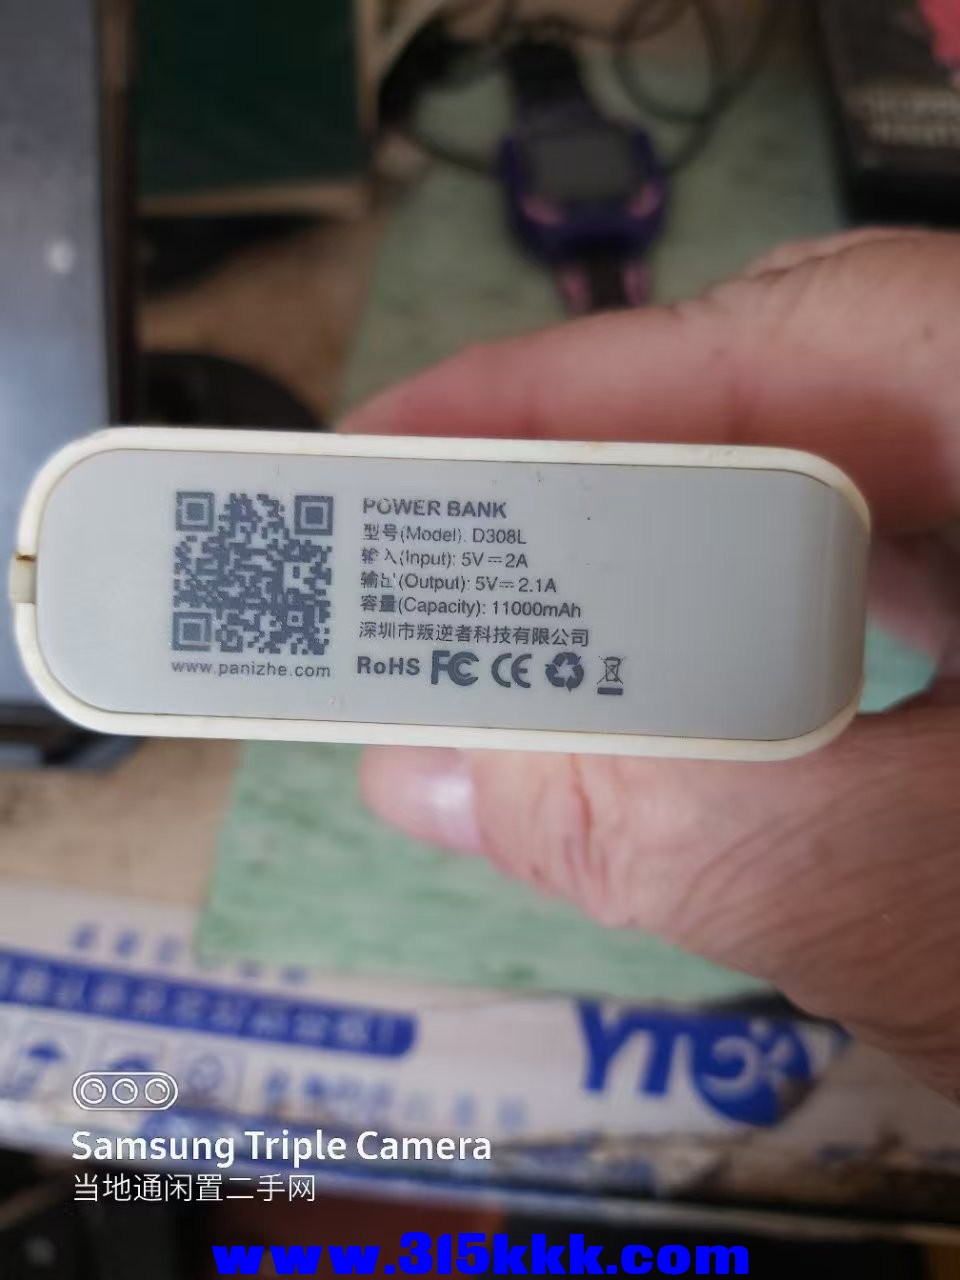 POWER BANK
型号(Model). D308L
输入(Input): 5V⎓2A
输出(Output): 5V⎓2.1A
容量(Capacity): 11000mAh
深圳市叛逆者科技有限公司
www.panizhe.com
RoHS FC CE
YTO
Samsung Triple Camera
当地通闲置二手网
www.315kkk.com